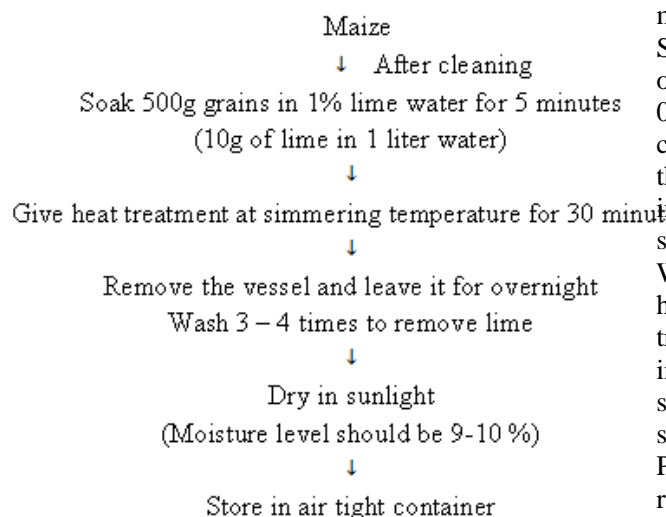 Maize
↓ After cleaning
Soak 500g grains in 1% lime water for 5 minutes
(10g of lime in 1 liter water)
↓
Give heat treatment at simmering temperature for 30
↓
Remove the vessel and leave it for overnight
Wash 3 – 4 times to remove lime
↓
Dry in sunlight
(Moisture level should be 9-10 %)
↓
Store in air tight container